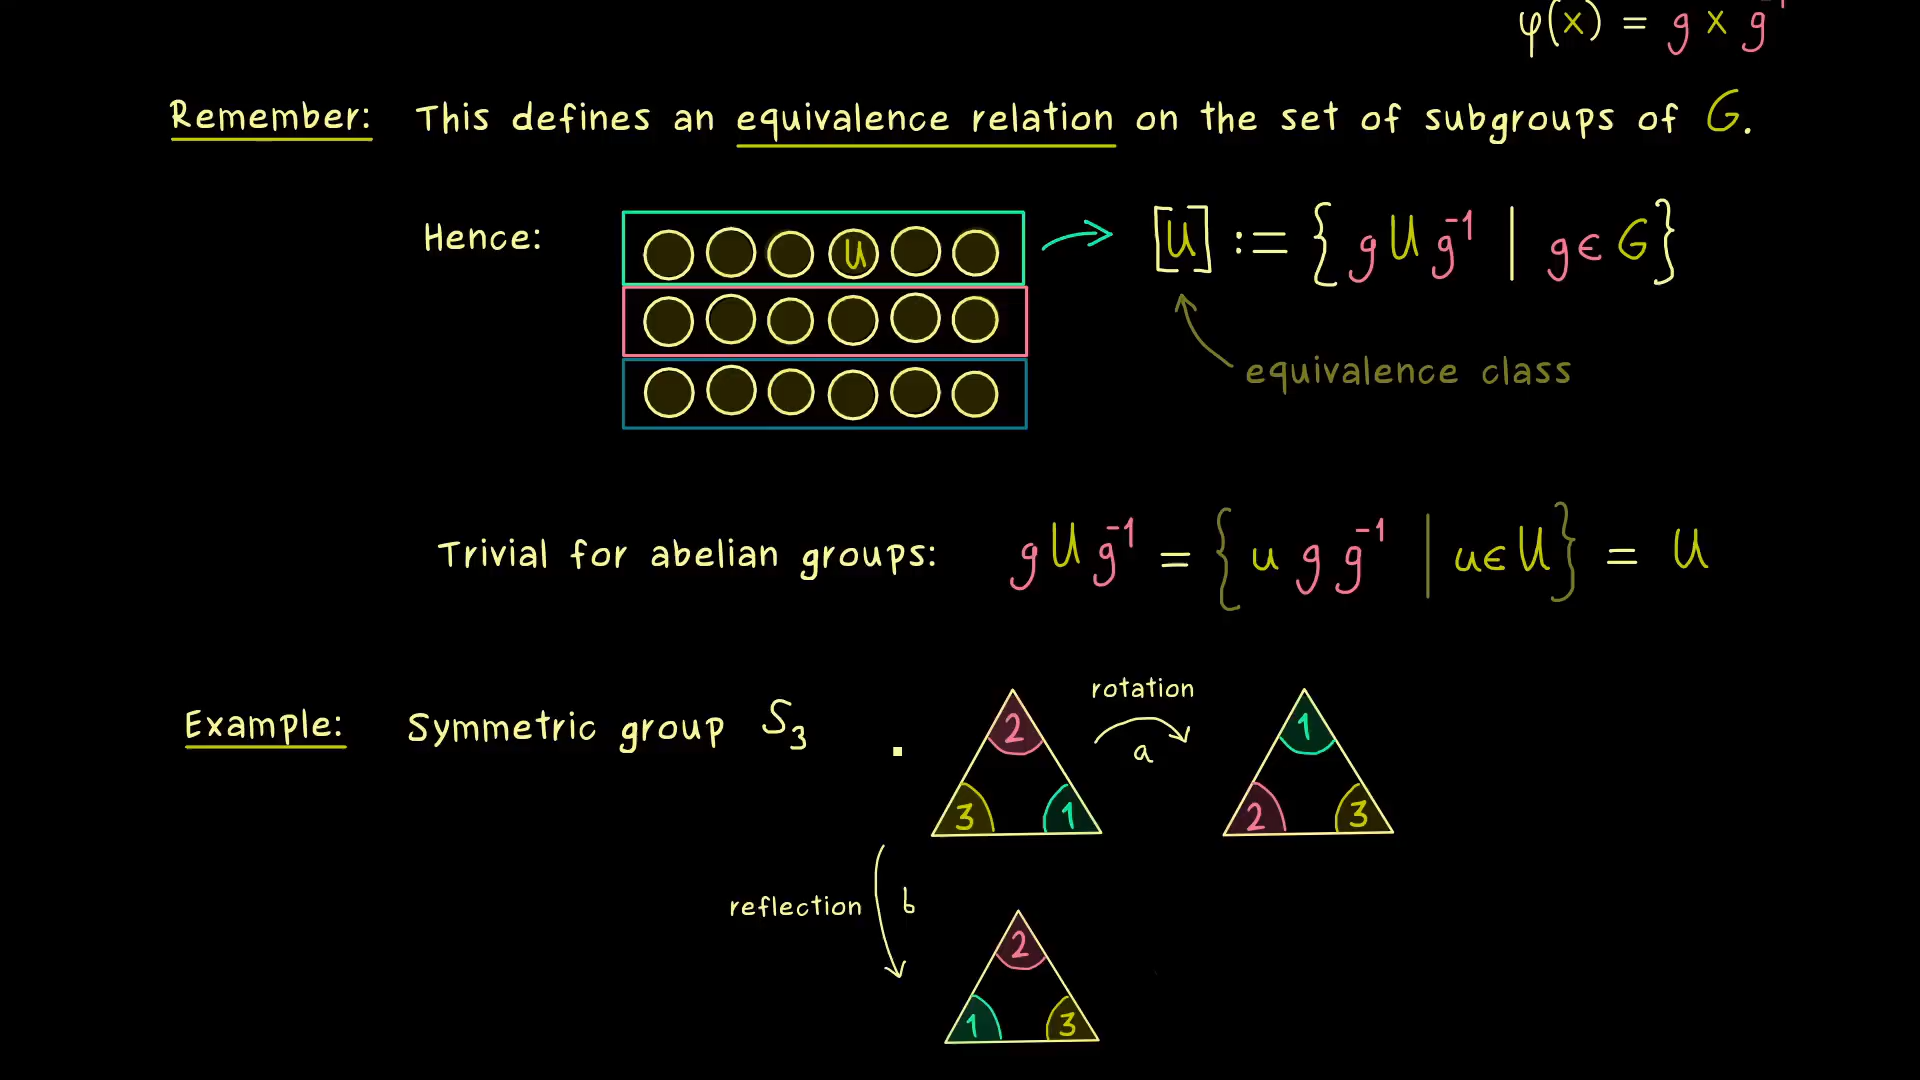 φ(x) = g x g⁻¹
Remember: This defines an equivalence relation on the set of subgroups of G.
Hence: U [U] := { g U g⁻¹ | g ∈ G }
equivalence class
Trivial for abelian groups: g U g⁻¹ = { u g g⁻¹ | u ∈ U } = U
Example: Symmetric group S₃
rotation
a
2
3 1
1
2 3
reflection b
2
1 3